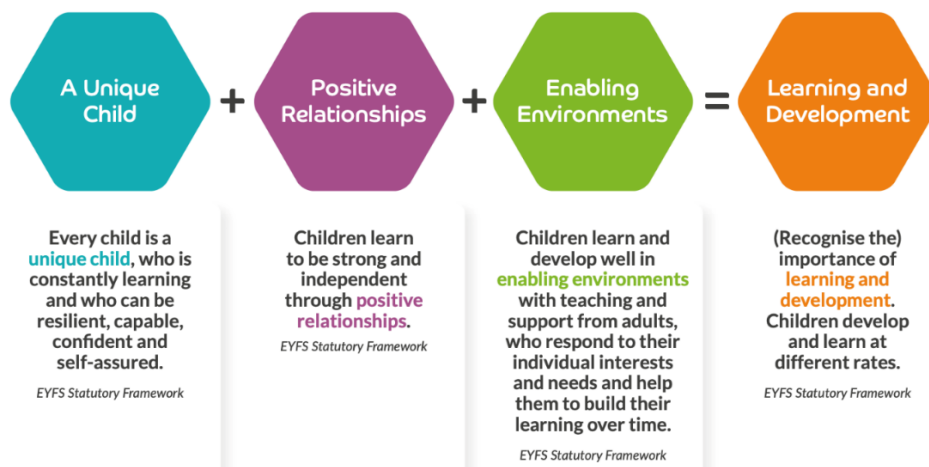 A Unique
Child
+
Positive
Relationships
+
Enabling
Environments
=
Learning and
Development
Every child is a
unique child, who is
constantly learning
and who can be
resilient, capable,
confident and
self-assured.
EYFS Statutory Framework
Children learn
to be strong and
independent
through positive
relationships.
EYFS Statutory Framework
Children learn and
develop well in
enabling environments
with teaching and
support from adults,
who respond to their
individual interests
and needs and help
them to build their
learning over time.
EYFS Statutory Framework
(Recognise the)
importance of
learning and
development.
Children develop
and learn at
different rates.
EYFS Statutory Framework